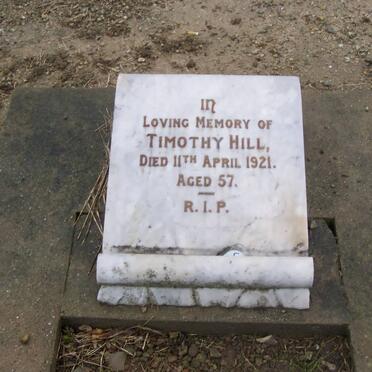 In
Loving Memory of
Timothy Hill,
Died 11th April 1921.
Aged 57.
R.I.P.